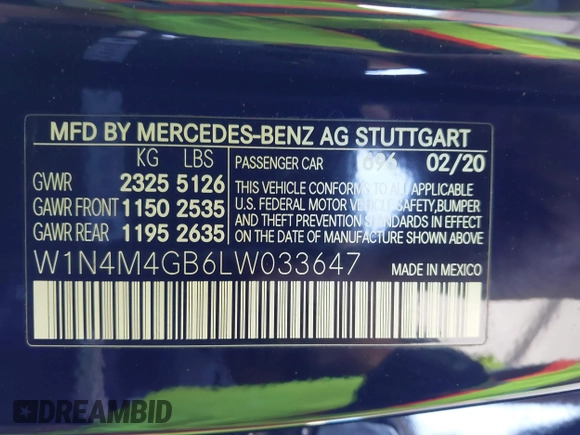 MFD BY MERCEDES-BENZ AG STUTTGART
KG LBS PASSENGER CAR 696 02/20
GVWR 2325 5126
GAWR FRONT 1150 2535
GAWR REAR 1195 2635
THIS VEHICLE CONFORMS TO ALL APPLICABLE
U.S. FEDERAL MOTOR VEHICLE SAFETY,BUMPER
AND THEFT PREVENTION STANDARDS IN EFFECT
ON THE DATE OF MANUFACTURE SHOWN ABOVE.
W1N4M4GB6LW033647 MADE IN MEXICO
DREAMBID